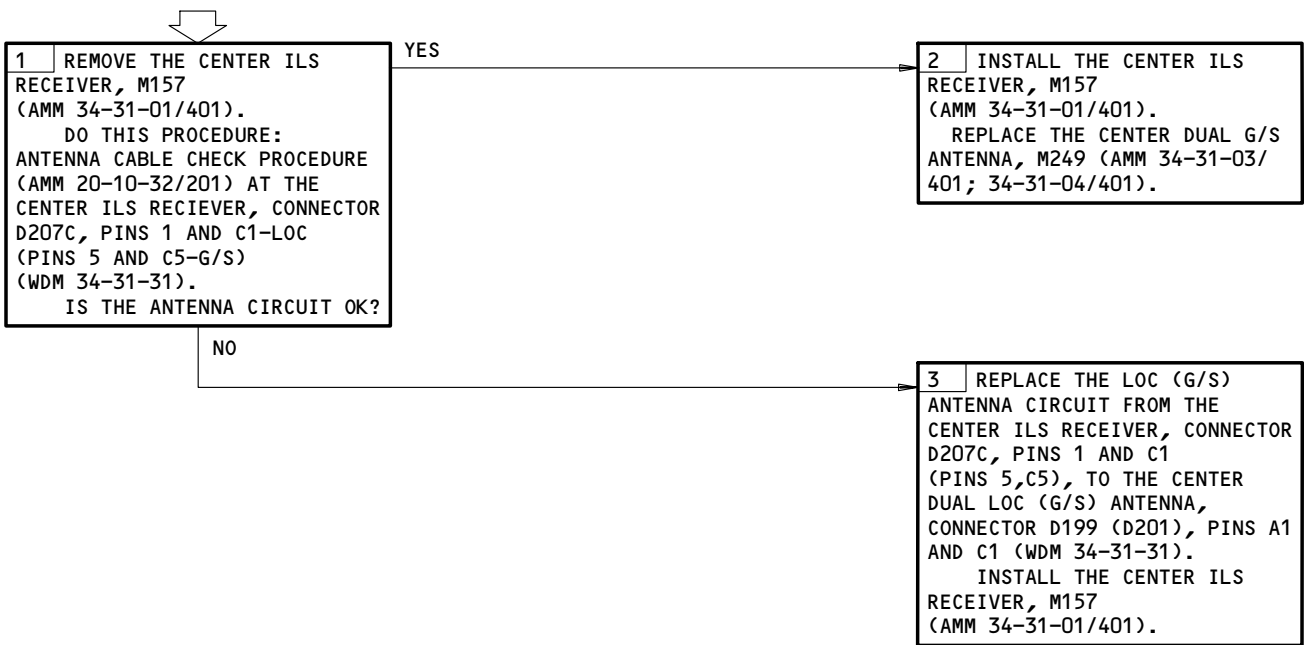 1 REMOVE THE CENTER ILS
RECEIVER, M157
(AMM 34-31-01/401).
DO THIS PROCEDURE:
ANTENNA CABLE CHECK PROCEDURE
(AMM 20-10-32/201) AT THE
CENTER ILS RECIEVER, CONNECTOR
D207C, PINS 1 AND C1-LOC
(PINS 5 AND C5-G/S)
(WDM 34-31-31).
IS THE ANTENNA CIRCUIT OK?
YES
2 INSTALL THE CENTER ILS
RECEIVER, M157
(AMM 34-31-01/401).
REPLACE THE CENTER DUAL G/S
ANTENNA, M249 (AMM 34-31-03/
401; 34-31-04/401).
NO
3 REPLACE THE LOC (G/S)
ANTENNA CIRCUIT FROM THE
CENTER ILS RECEIVER, CONNECTOR
D207C, PINS 1 AND C1
(PINS 5,C5), TO THE CENTER
DUAL LOC (G/S) ANTENNA,
CONNECTOR D199 (D201), PINS A1
AND C1 (WDM 34-31-31).
INSTALL THE CENTER ILS
RECEIVER, M157
(AMM 34-31-01/401).